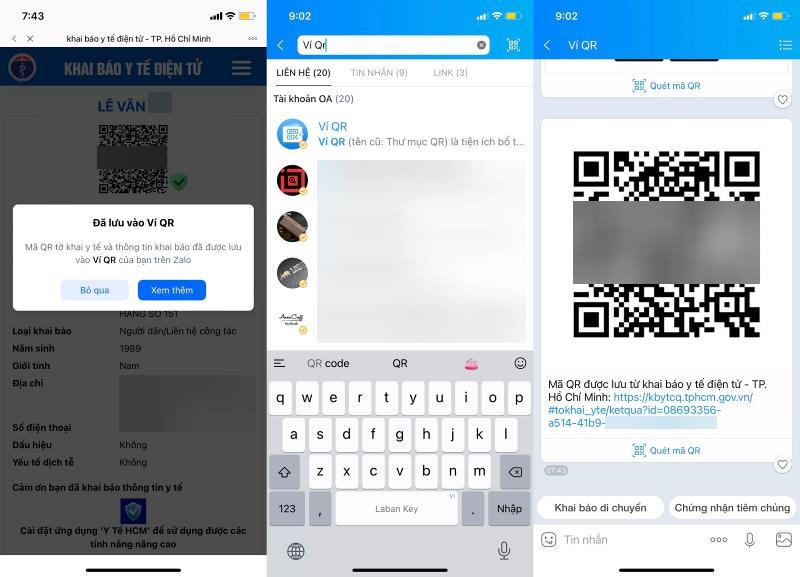 7:43
khai báo y tế điện tử - TP. Hồ Chí Minh
KHAI BÁO Y TẾ ĐIỆN TỬ
LÊ VĂN
Đã lưu vào Ví QR
Mã QR tờ khai y tế và thông tin khai báo đã được lưu
vào Ví QR của bạn trên Zalo
Bỏ qua
Xem thêm
HÀNG SỐ 151
Loại khai báo
Người dân/Liên hệ công tác
Năm sinh
1989
Giới tính
Nam
Địa chỉ
Số điện thoại
Dấu hiệu
Không
Yếu tố dịch tễ
Không
Cảm ơn bạn đã khai báo thông tin y tế
Cài đặt ứng dụng 'Y Tế HCM' để sử dụng được các
tính năng nâng cao
9:02
Ví Qr
LIÊN HỆ (20)
TIN NHẮN (9)
LINK (3)
Tài khoản OA (20)
Ví QR
Ví QR (tên cũ: Thư mục QR) là tiện ích bổ t...
QR code
QR
q w e r t y u i o p
a s d f g h j k l
z x c v b n m
123
,
Laban Key
VI
.
Nhập
9:02
Ví QR
Quét mã QR
Mã QR được lưu từ khai báo y tế điện tử - TP.
Hồ Chí Minh: https://kbytcq.tphcm.gov.vn/
#tokhai_yte/ketqua?id=08693356-
a514-41b9-
Quét mã QR
07:43
Khai báo di chuyển
Chứng nhận tiêm chủng
Tin nhắn